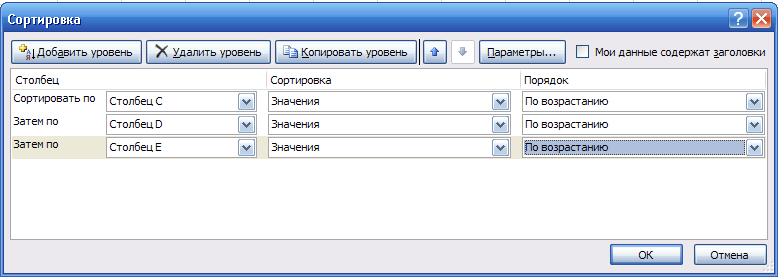 Сортировка
Добавить уровень Удалить уровень Копировать уровень Параметры... Мои данные содержат заголовки
Столбец Сортировка Порядок
Сортировать по Столбец C Значения По возрастанию
Затем по Столбец D Значения По возрастанию
Затем по Столбец E Значения По возрастанию
OK Отмена